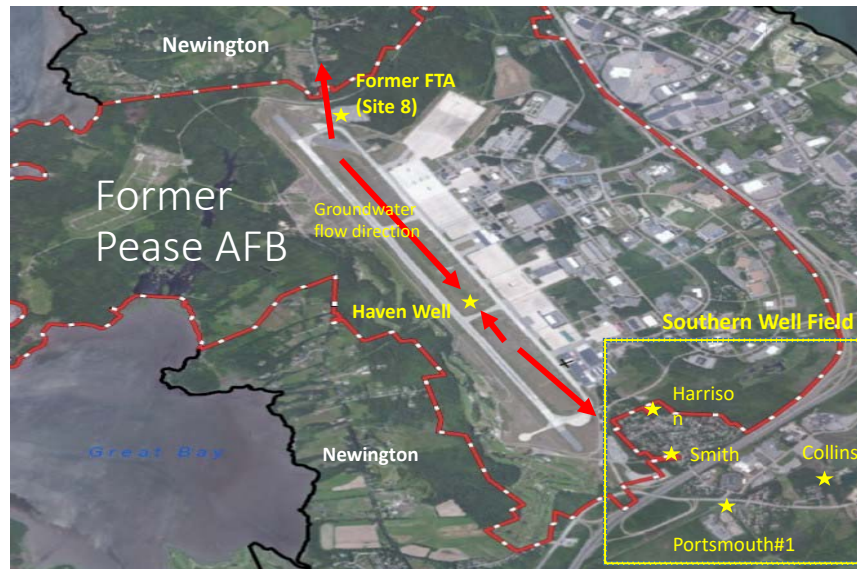 Newington
Former FTA
(Site 8)
Former
Pease AFB
Groundwater
flow direction
Haven Well
Southern Well Field
Harriso
n
Great Bay
Newington
Smith
Collins
Portsmouth#1